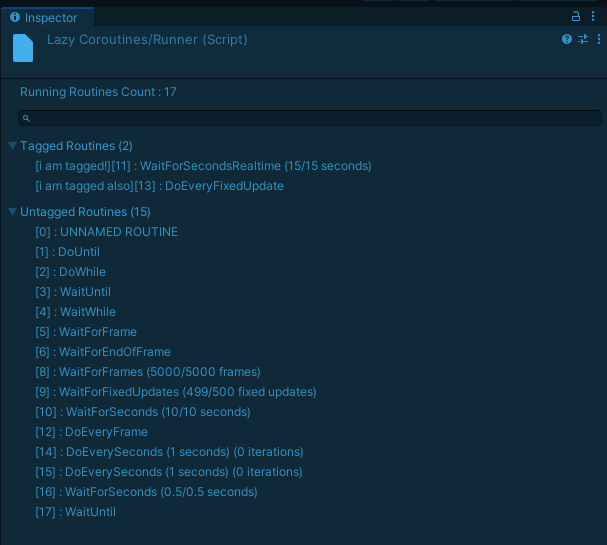 Inspector
Lazy Coroutines/Runner (Script)
Running Routines Count : 17
Tagged Routines (2)
[i am tagged!][11] : WaitForSecondsRealtime (15/15 seconds)
[i am tagged also][13] : DoEveryFixedUpdate
Untagged Routines (15)
[0] : UNNAMED ROUTINE
[1] : DoUntil
[2] : DoWhile
[3] : WaitUntil
[4] : WaitWhile
[5] : WaitForFrame
[6] : WaitForEndOfFrame
[8] : WaitForFrames (5000/5000 frames)
[9] : WaitForFixedUpdates (499/500 fixed updates)
[10] : WaitForSeconds (10/10 seconds)
[12] : DoEveryFrame
[14] : DoEverySeconds (1 seconds) (0 iterations)
[15] : DoEverySeconds (1 seconds) (0 iterations)
[16] : WaitForSeconds (0.5/0.5 seconds)
[17] : WaitUntil